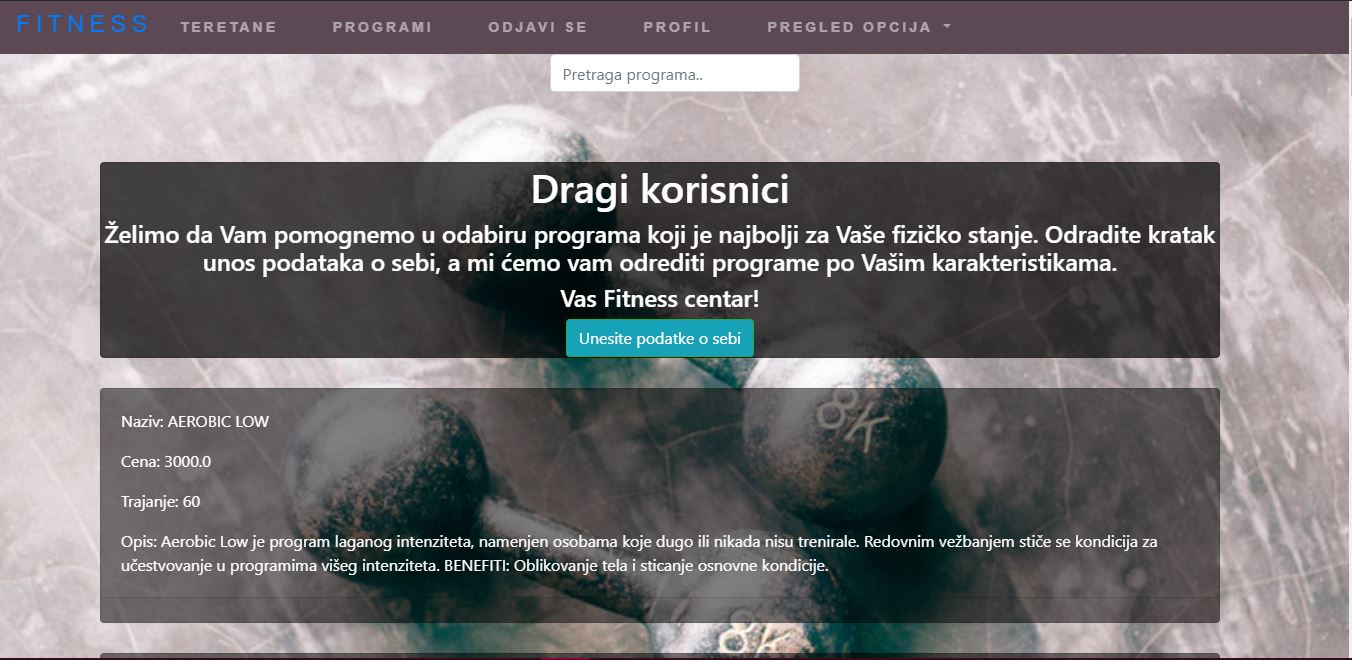 FITNESS TERETANE PROGRAMI ODJAVI SE PROFIL PREGLED OPCIJA
Pretraga programa..
Dragi korisnici
Želimo da Vam pomognemo u odabiru programa koji je najbolji za Vaše fizičko stanje. Odradite kratak
unos podataka o sebi, a mi ćemo vam odrediti programe po Vašim karakteristikama.
Vas Fitness centar!
Unesite podatke o sebi
8K
Naziv: AEROBIC LOW
Cena: 3000.0
Trajanje: 60
Opis: Aerobic Low je program laganog intenziteta, namenjen osobama koje dugo ili nikada nisu trenirale. Redovnim vežbanjem stiče se kondicija za
učestvovanje u programima višeg intenziteta. BENEFITI: Oblikovanje tela i sticanje osnovne kondicije.